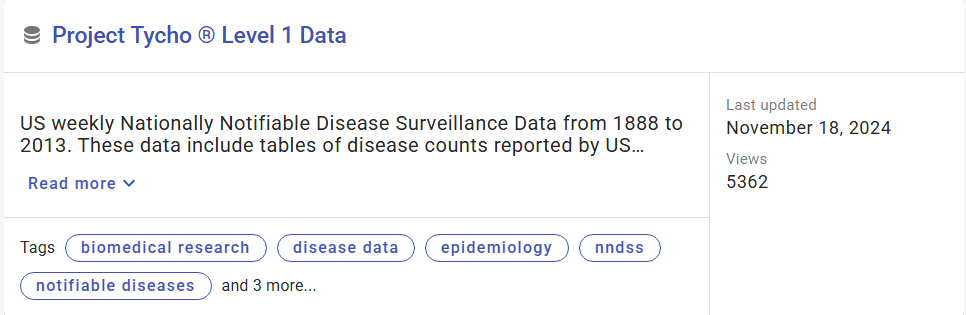 Project Tycho ® Level 1 Data
US weekly Nationally Notifiable Disease Surveillance Data from 1888 to
2013. These data include tables of disease counts reported by US…
Read more
Tags biomedical research disease data epidemiology nndss
notifiable diseases and 3 more...
Last updated
November 18, 2024
Views
5362